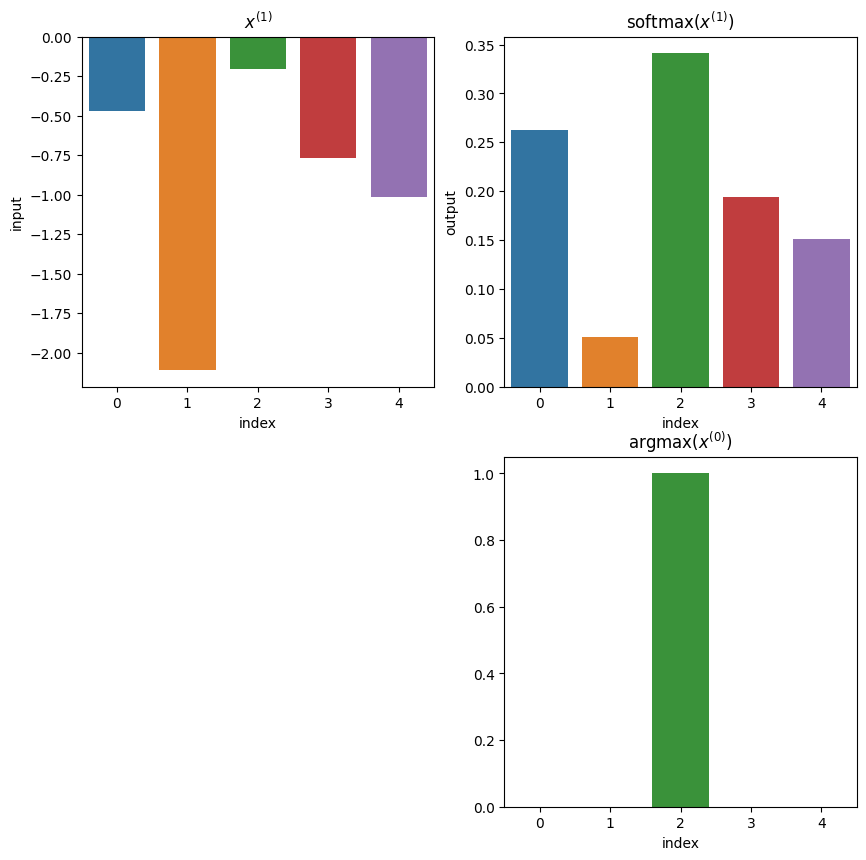 x^(1)
0.00
−0.25
−0.50
−0.75
−1.00
−1.25
−1.50
−1.75
−2.00
input
0 1 2 3 4
index
softmax(x^(1))
0.35
0.30
0.25
0.20
0.15
0.10
0.05
0.00
output
0 1 2 3 4
index
argmax(x^(0))
1.0
0.8
0.6
0.4
0.2
0.0
0 1 2 3 4
index